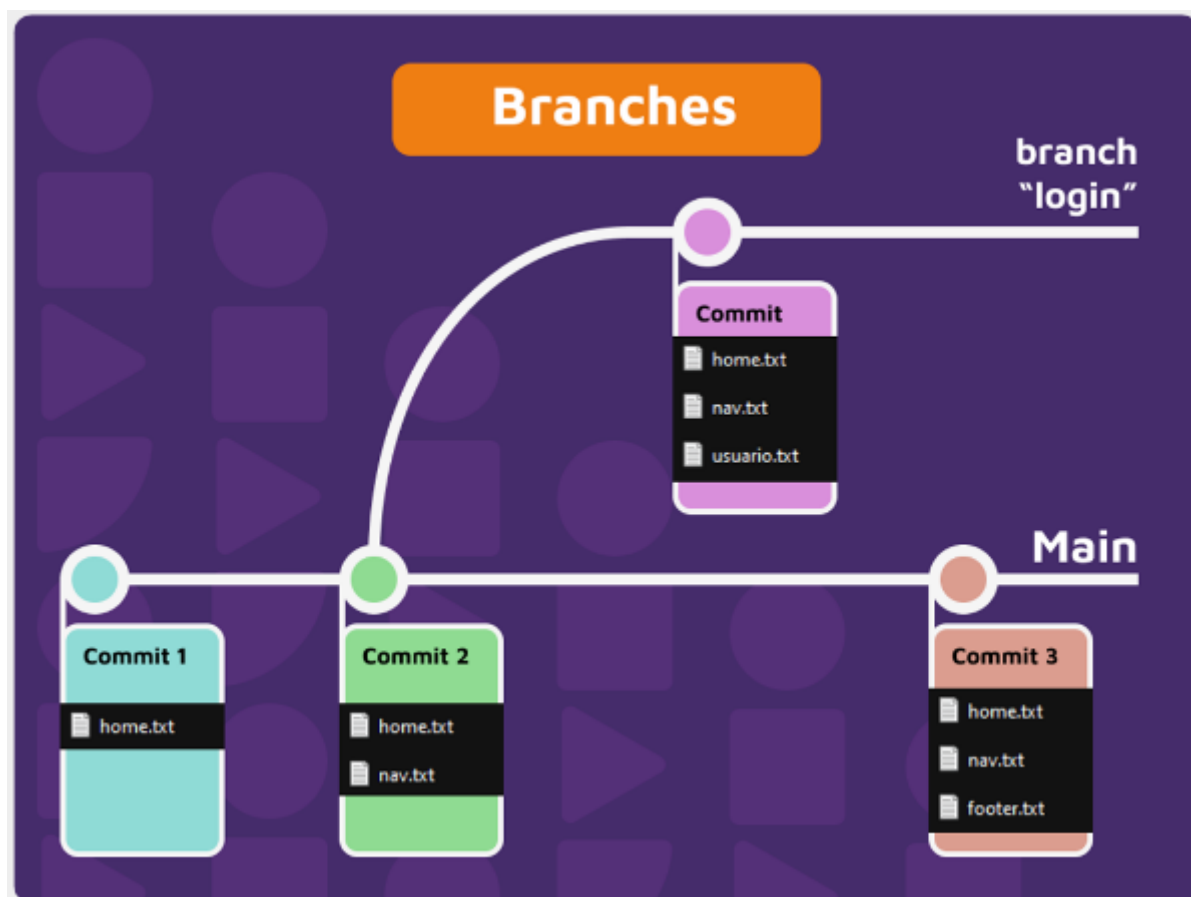 Branches
branch
“login”
Commit
home.txt
nav.txt
usuario.txt
Main
Commit 1
home.txt
Commit 2
home.txt
nav.txt
Commit 3
home.txt
nav.txt
footer.txt